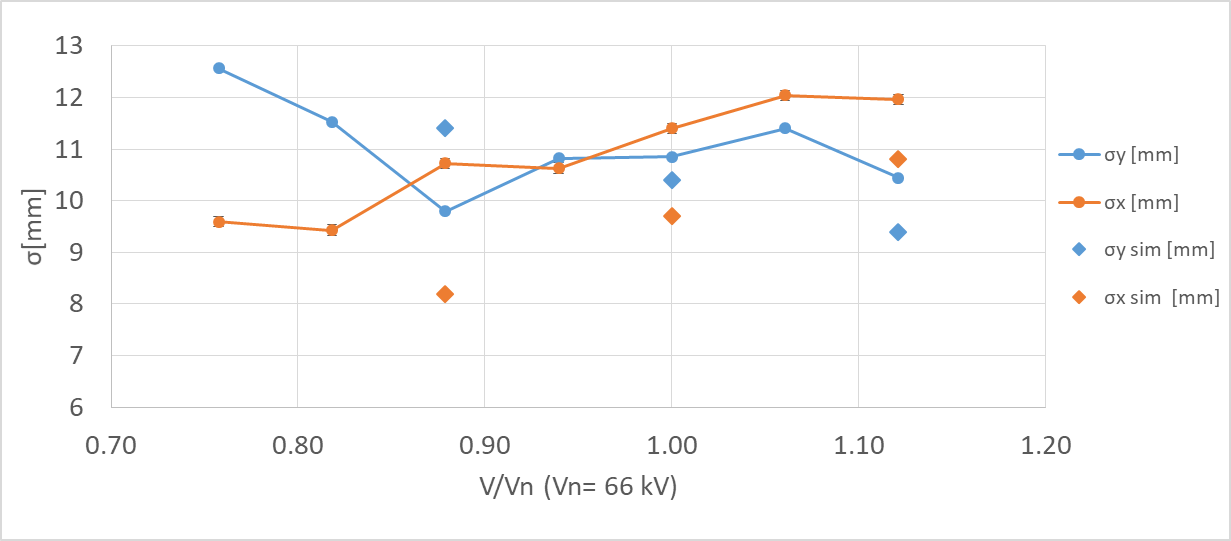 13
12
11
10
9
8
7
6
σ[mm]
0.70 0.80 0.90 1.00 1.10 1.20
V/Vn (Vn= 66 kV)
σy [mm]
σx [mm]
σy sim [mm]
σx sim  [mm]